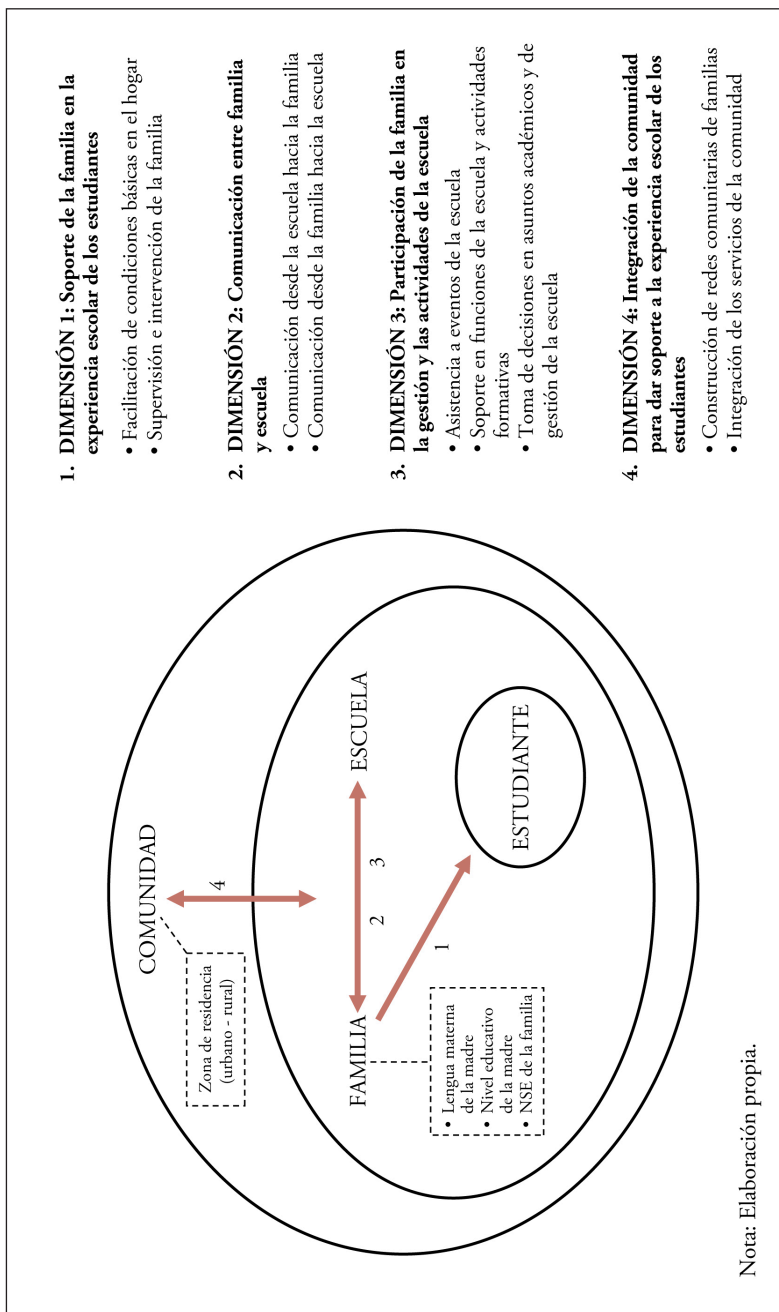 COMUNIDAD
Zona de residencia
(urbano - rural)
4
FAMILIA
2
3
ESCUELA
1
• Lengua materna
de la madre
• Nivel educativo
de la madre
• NSE de la familia
ESTUDIANTE
1. DIMENSIÓN 1: Soporte de la familia en la
experiencia escolar de los estudiantes
• Facilitación de condiciones básicas en el hogar
• Supervisión e intervención de la familia
2. DIMENSIÓN 2: Comunicación entre familia
y escuela
• Comunicación desde la escuela hacia la familia
• Comunicación desde la familia hacia la escuela
3. DIMENSIÓN 3: Participación de la familia en
la gestión y las actividades de la escuela
• Asistencia a eventos de la escuela
• Soporte en funciones de la escuela y actividades
formativas
• Toma de decisiones en asuntos académicos y de
gestión de la escuela
4. DIMENSIÓN 4: Integración de la comunidad
para dar soporte a la experiencia escolar de los
estudiantes
• Construcción de redes comunitarias de familias
• Integración de los servicios de la comunidad
Nota: Elaboración propia.